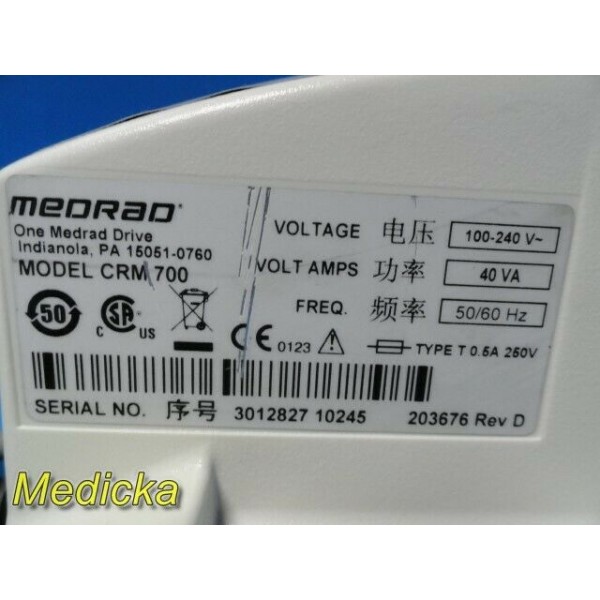 MEDRAD
One Medrad Drive
Indianola, PA 15051-0760
MODEL CRM 700
VOLTAGE 电压 100-240 V~
VOLT AMPS 功率 40 VA
FREQ. 频率 50/60 Hz
50
C SA US
CE 0123
TYPE T 0.5A 250V
SERIAL NO. 序号 3012827 10245 203676 Rev D
Medicka